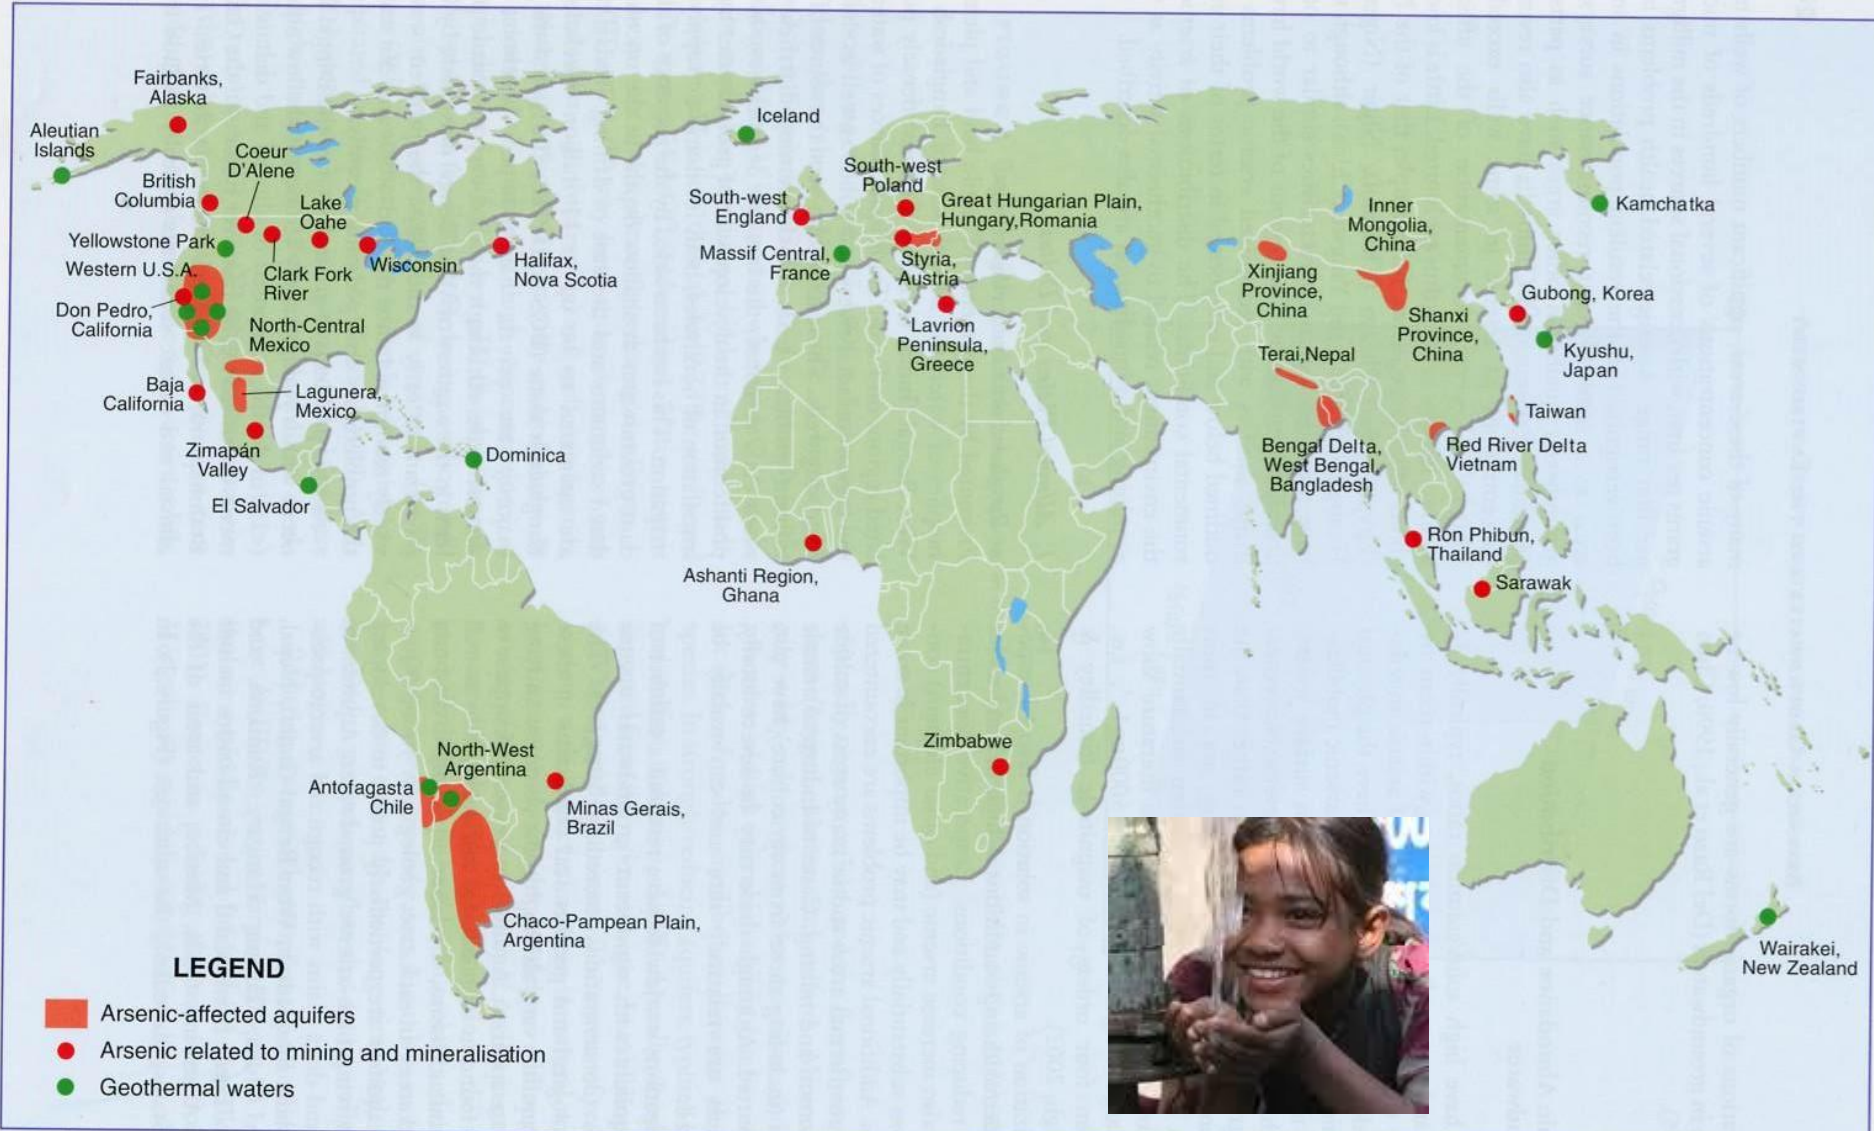 Fairbanks,
Alaska
Aleutian
Islands
British
Columbia
Coeur
D'Alene
Lake
Oahe
Yellowstone Park
Western U.S.A.
Clark Fork
River
Wisconsin
Halifax,
Nova Scotia
Don Pedro,
California
North-Central
Mexico
Baja
California
Lagunera,
Mexico
Zimapán
Valley
El Salvador
Dominica
Iceland
South-west
England
South-west
Poland
Great Hungarian Plain,
Hungary,Romania
Massif Central,
France
Styria,
Austria
Lavrion
Peninsula,
Greece
Ashanti Region,
Ghana
Zimbabwe
Kamchatka
Inner
Mongolia,
China
Xinjiang
Province,
China
Shanxi
Province,
China
Gubong, Korea
Kyushu,
Japan
Terai,Nepal
Taiwan
Bengal Delta,
West Bengal,
Bangladesh
Red River Delta
Vietnam
Ron Phibun,
Thailand
Sarawak
North-West
Argentina
Antofagasta
Chile
Minas Gerais,
Brazil
Chaco-Pampean Plain,
Argentina
Wairakei,
New Zealand
LEGEND
Arsenic-affected aquifers
Arsenic related to mining and mineralisation
Geothermal waters